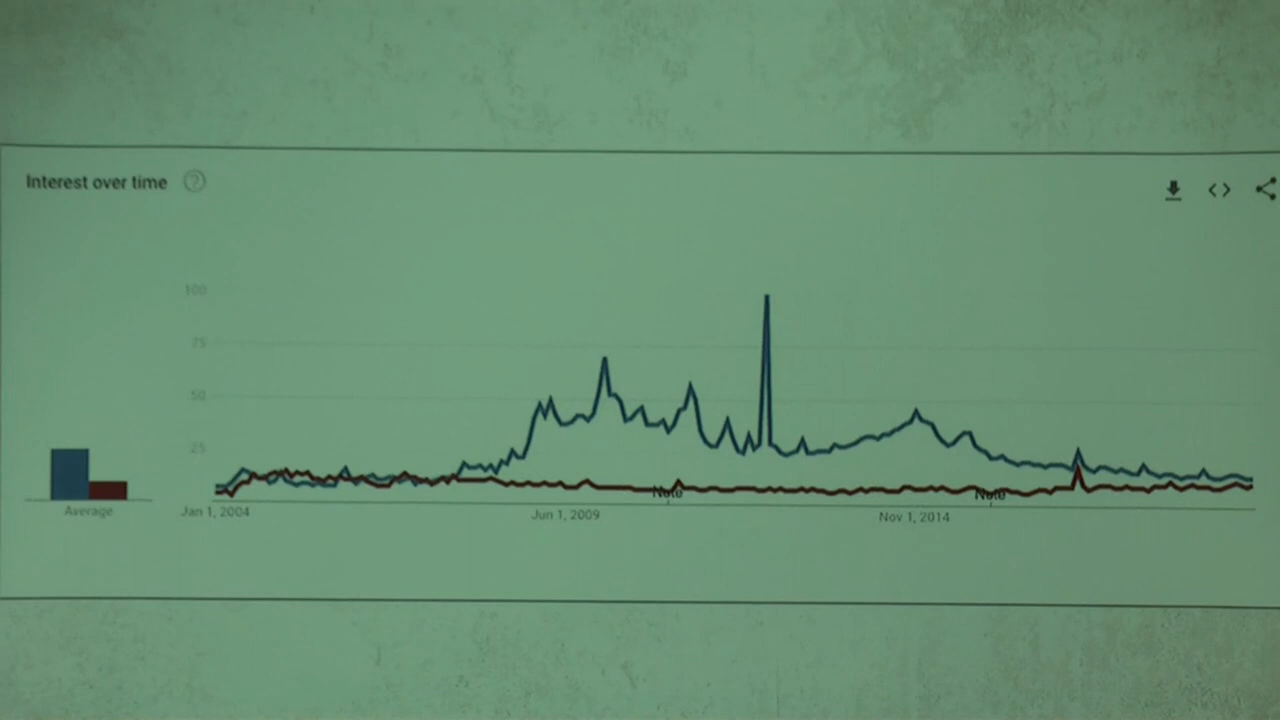 Interest over time ?
100
75
50
25
Note
Note
Average
Jan 1, 2004
Jun 1, 2009
Nov 1, 2014